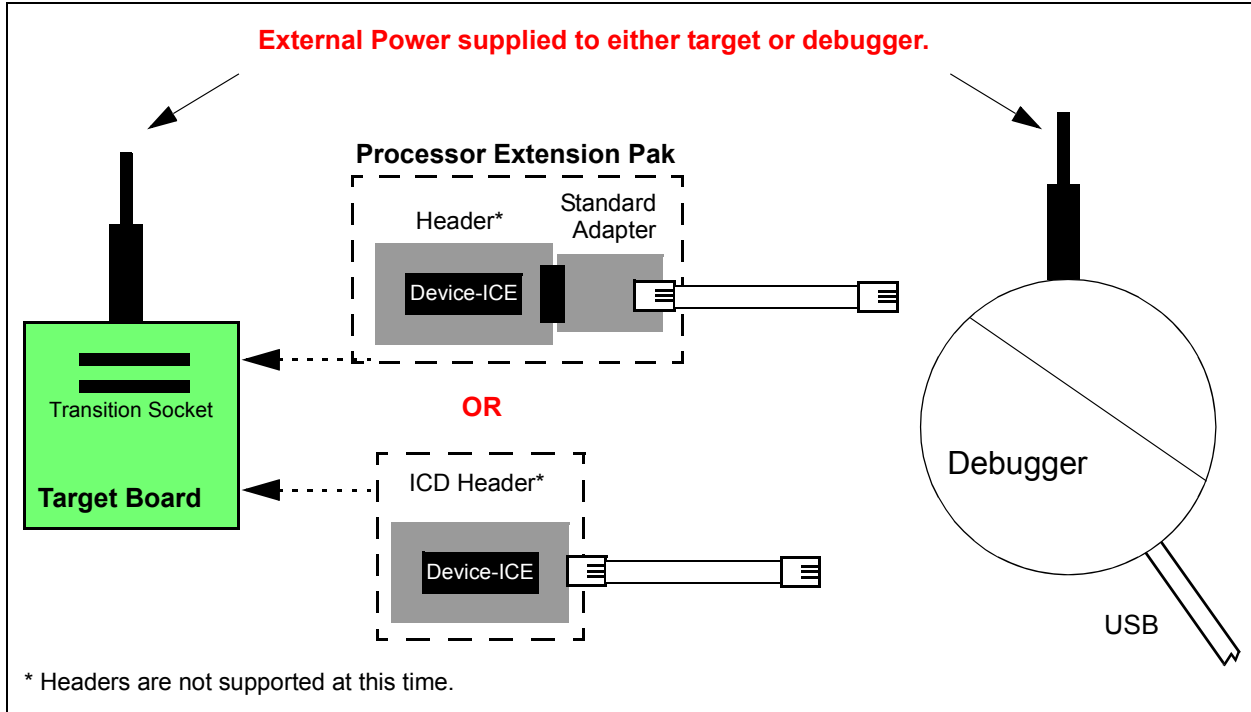 External Power supplied to either target or debugger.
Processor Extension Pak
Header*
Standard
Adapter
Device-ICE
Transition Socket
Target Board
OR
ICD Header*
Device-ICE
Debugger
USB
* Headers are not supported at this time.